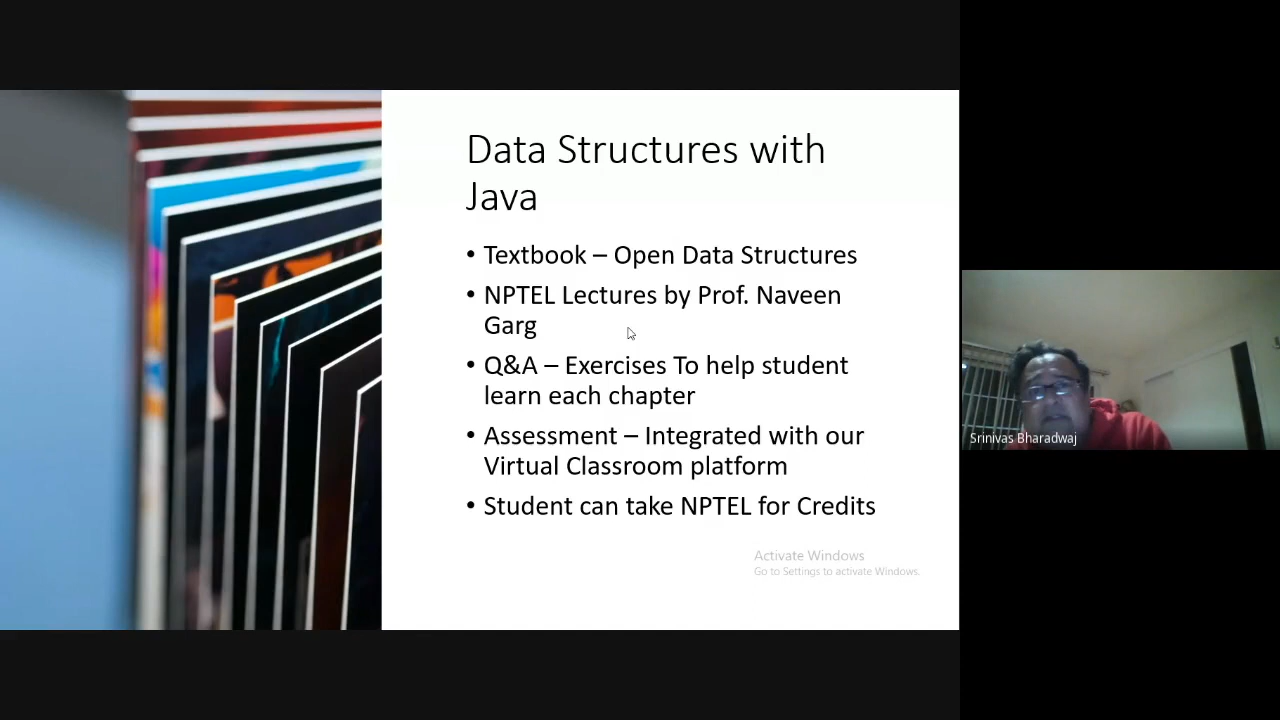 Data Structures with
Java
• Textbook – Open Data Structures
• NPTEL Lectures by Prof. Naveen
Garg
• Q&A – Exercises To help student
learn each chapter
• Assessment – Integrated with our
Virtual Classroom platform
• Student can take NPTEL for Credits
Activate Windows
Go to Settings to activate Windows.
Srinivas Bharadwaj